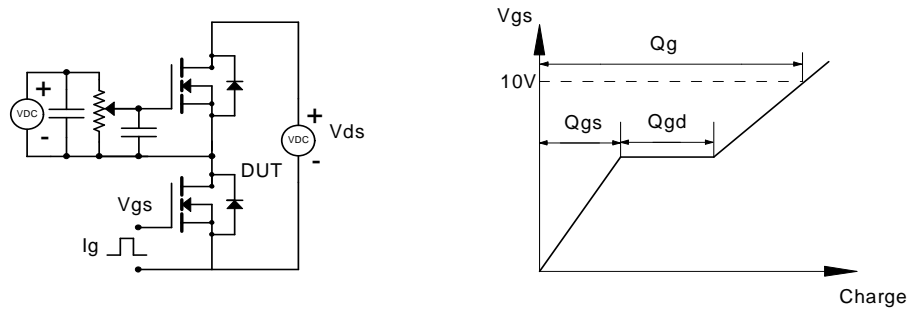 +
VDC
-
+
VDC
-
Vds
DUT
Vgs
Ig
Vgs
Qg
10V
Qgs
Qgd
Charge